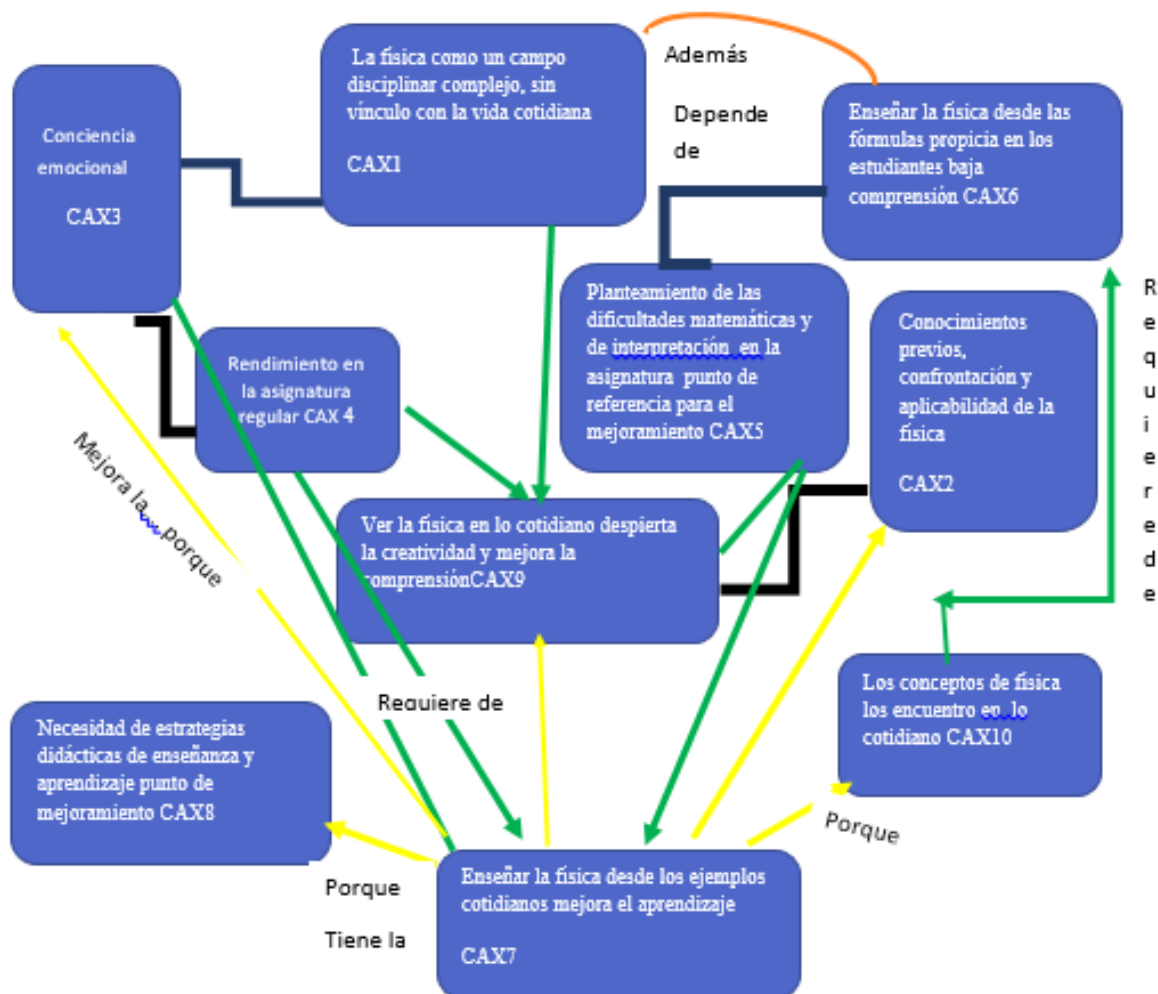 La física como un campo
disciplinar complejo, sin
vínculo con la vida cotidiana
CAX1
Además
Depende
de
Conciencia
emocional
CAX3
Enseñar la física desde las
fórmulas propicia en los
estudiantes baja
comprensión CAX6
Planteamiento de las
dificultades matemáticas y
de interpretación en la
asignatura punto de
referencia para el
mejoramiento CAX5
Conocimientos
previos,
confrontación y
aplicabilidad de la
física
CAX2
Requierede
Rendimiento en
la asignatura
regular CAX 4
Mejora la... porque
Ver la física en lo cotidiano despierta
la creatividad y mejora la
comprensiónCAX9
Requiere de
Los conceptos de física
los encuentro en lo
cotidiano CAX10
Necesidad de estrategias
didácticas de enseñanza y
aprendizaje punto de
mejoramiento CAX8
Porque
Porque
Tiene la
Enseñar la física desde los ejemplos
cotidianos mejora el aprendizaje
CAX7